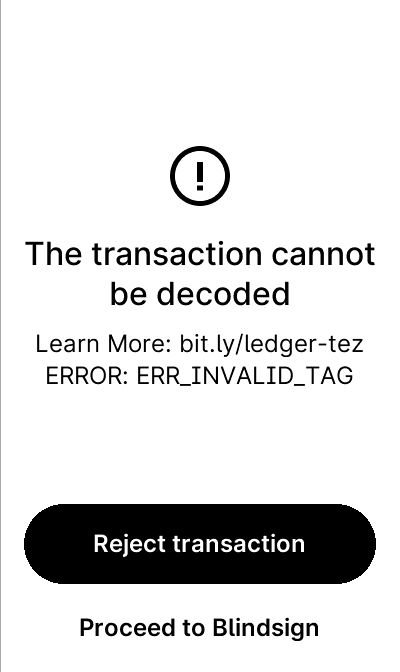 The transaction cannot
be decoded
Learn More: bit.ly/ledger-tez
ERROR: ERR_INVALID_TAG
Reject transaction
Proceed to Blindsign